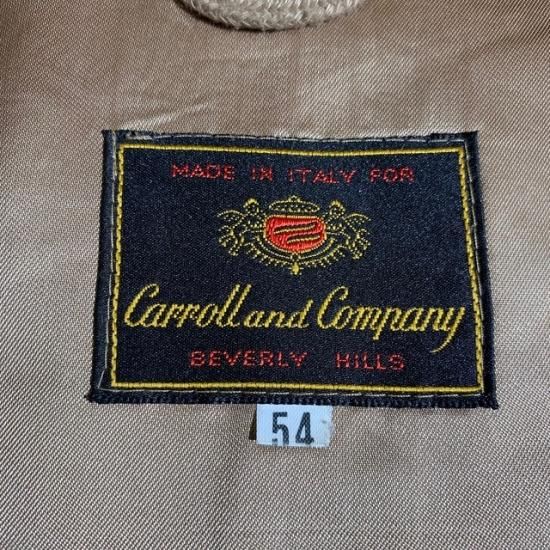 MADE IN ITALY FOR
Carroll and Company
BEVERLY HILLS
54